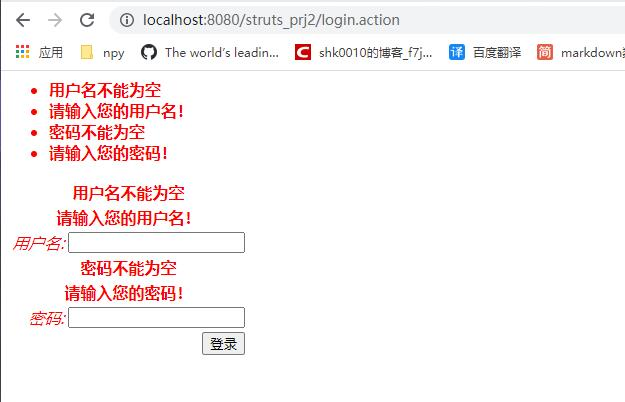 localhost:8080/struts_prj2/login.action
应用 npy The world's leadin... shk0010的博客_f7j... 译 百度翻译 简 markdown
用户名不能为空
请输入您的用户名!
密码不能为空
请输入您的密码!
用户名不能为空
请输入您的用户名!
用户名:
密码不能为空
请输入您的密码!
密码:
登录